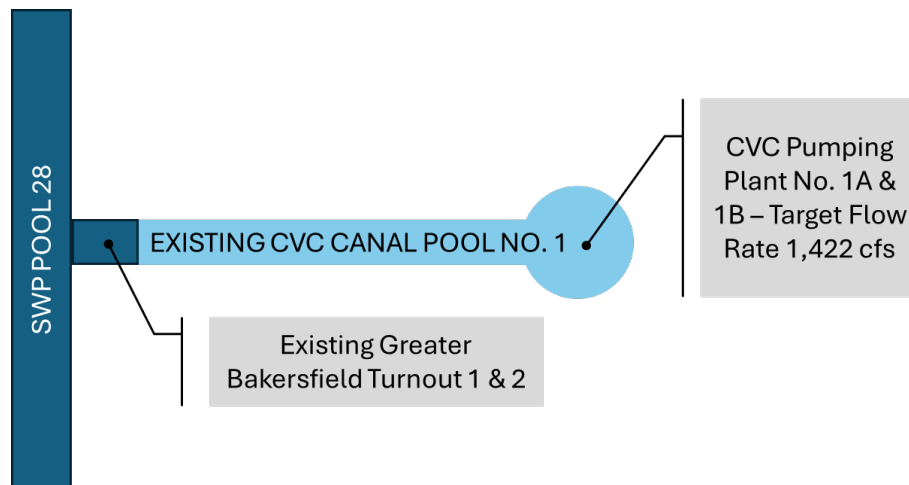 SWP POOL 28
EXISTING CVC CANAL POOL NO. 1
CVC Pumping
Plant No. 1A &
1B – Target Flow
Rate 1,422 cfs
Existing Greater
Bakersfield Turnout 1 & 2